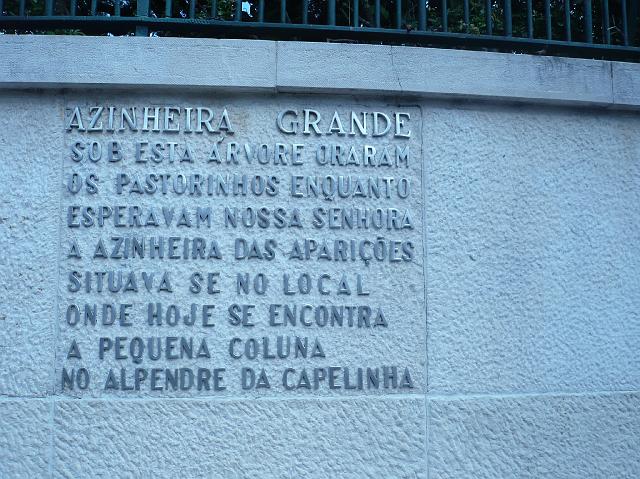 AZINHEIRA GRANDE
SOB ESTA ÁRVORE ORARAM
OS PASTORINHOS ENQUANTO
ESPERAVAM NOSSA SENHORA
A AZINHEIRA DAS APARIÇÕES
SITUAVA SE NO LOCAL
ONDE HOJE SE ENCONTRA
A PEQUENA COLUNA
NO ALPENDRE DA CAPELINHA